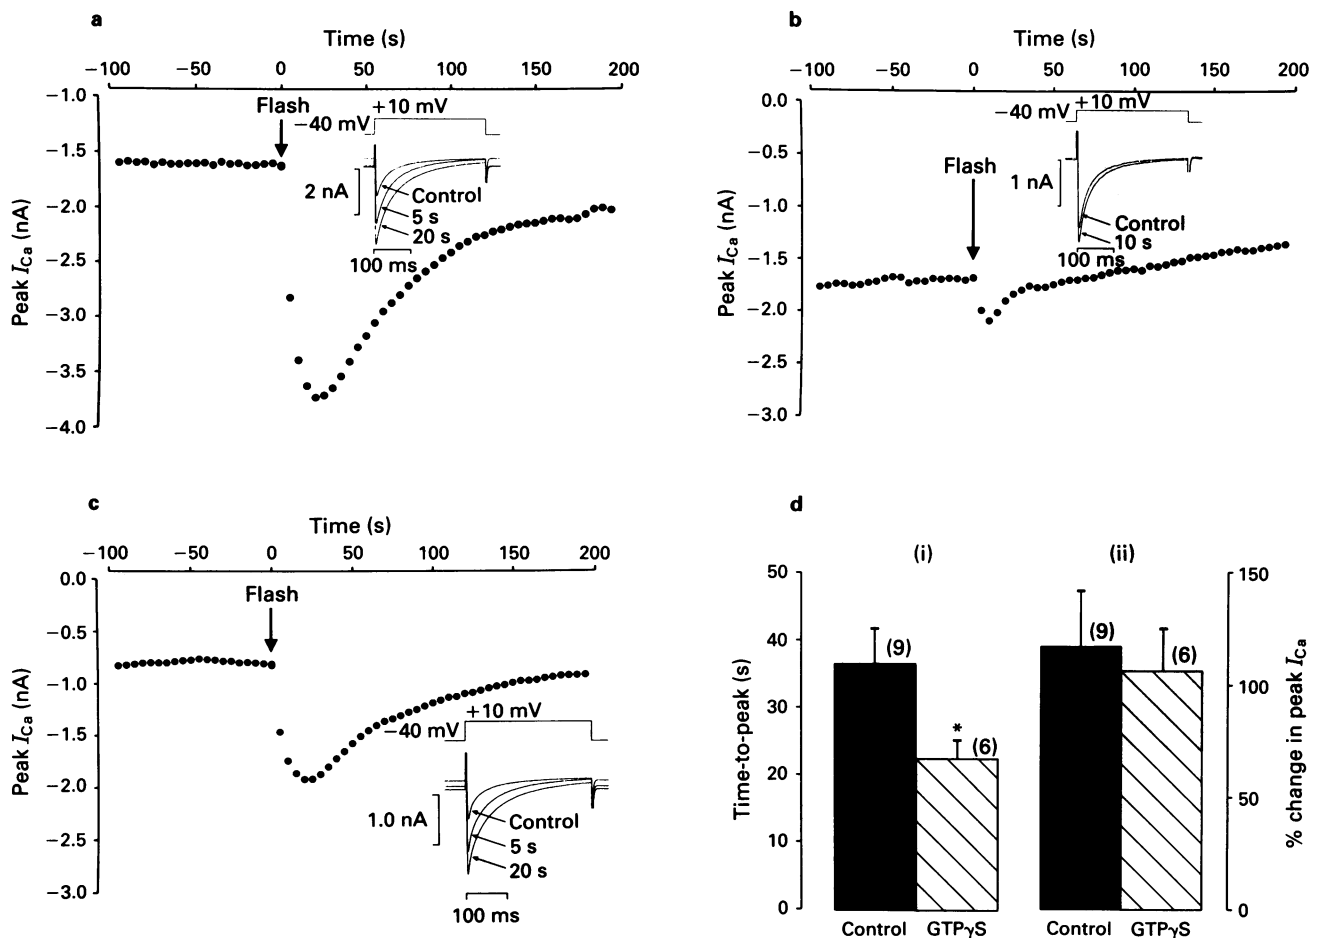 a
Time (s)
−100 −50 0 50 100 150 200
−1.0
−1.5
−2.0
−2.5
−3.0
−3.5
−4.0
Peak ICa (nA)
Flash
+10 mV
−40 mV
2 nA
Control
5 s
20 s
100 ms
b
Time (s)
−100 −50 0 50 100 150 200
0.0
−0.5
−1.0
−1.5
−2.0
−2.5
−3.0
Peak ICa (nA)
Flash
+10 mV
−40 mV
1 nA
Control
10 s
100 ms
c
Time (s)
−100 −50 0 50 100 150 200
0.0
−0.5
−1.0
−1.5
−2.0
−2.5
−3.0
Peak ICa (nA)
Flash
+10 mV
−40 mV
1.0 nA
Control
5 s
20 s
100 ms
d
(i)
(ii)
50
40
30
20
10
0
Time-to-peak (s)
(9)
*
(6)
(9)
(6)
150
100
50
0
% change in peak ICa
Control GTPγS Control GTPγS